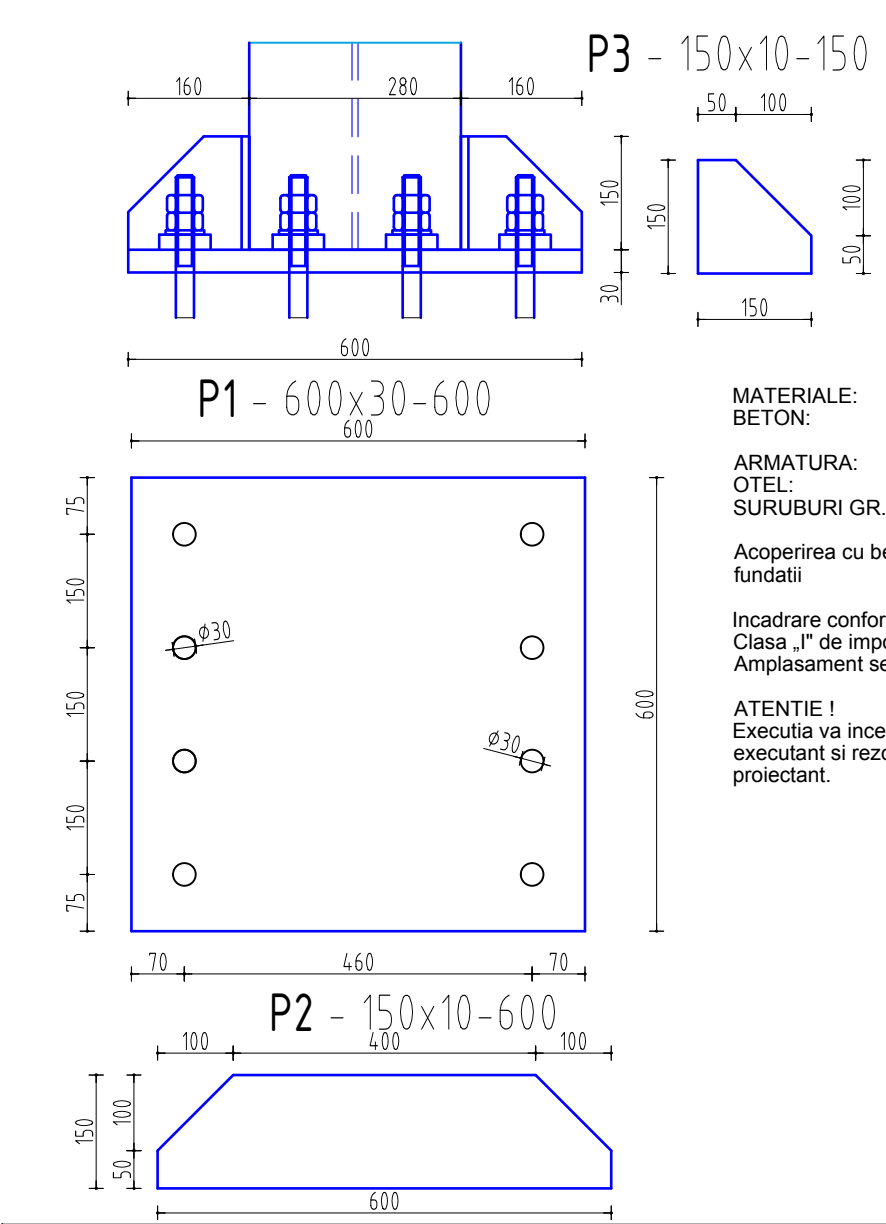 P3 - 150x10-150
160 280 160
50 100
150
30
150
100
50
150
600
P1 - 600x30-600
600
MATERIALE:
BETON:
ARMATURA:
OTEL:
SURUBURI GR.
Acoperirea cu be
fundatii
Incadrare confor
Clasa „I" de impo
Amplasament se
ATENTIE !
Executia va ince
executant si rezo
proiectant.
75
150
150
150
75
ϕ30
ϕ30
600
70 460 70
P2 - 150x10-600
100 400 100
150
100
50
600